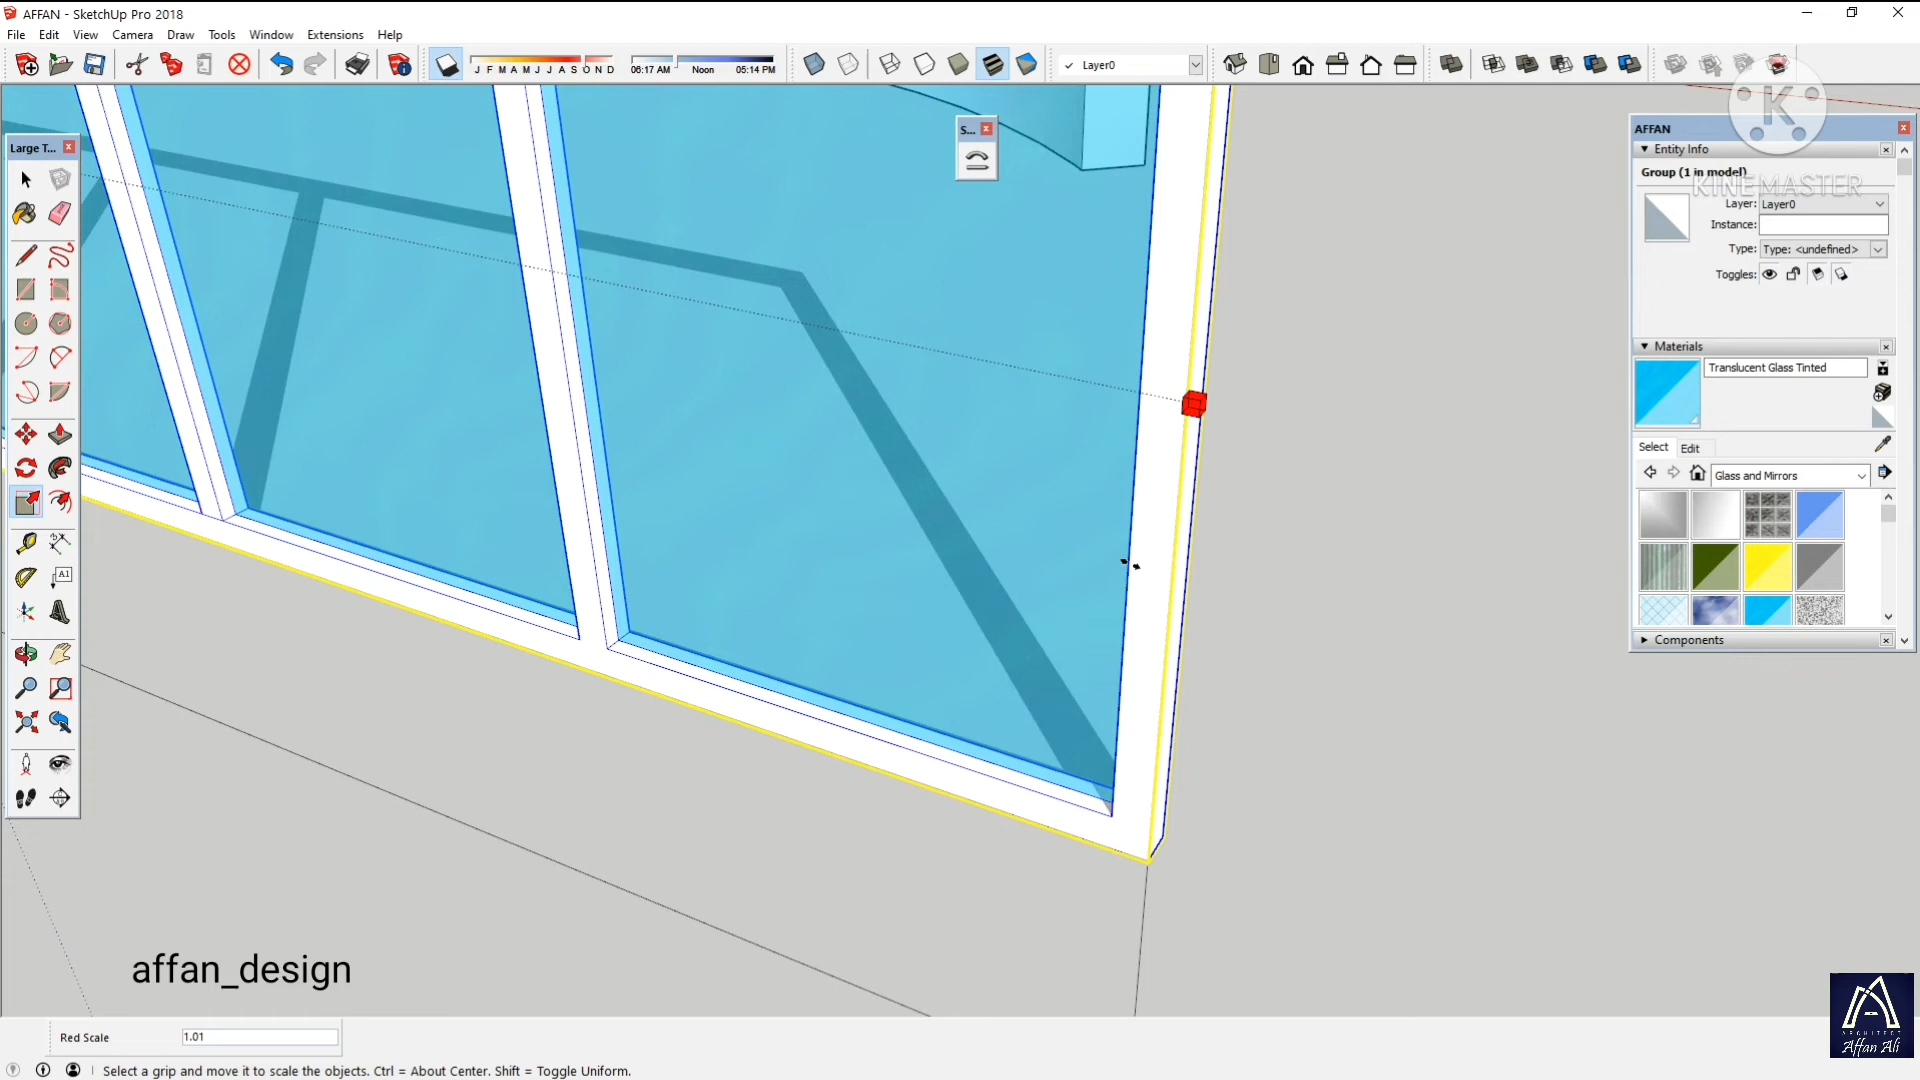 AFFAN - SketchUp Pro 2018
File Edit View Camera Draw Tools Window Extensions Help
J F M A M J J A S O N D 06:17 AM Noon 05:14 PM
✓ Layer0
Large T...
S...
AFFAN
Entity Info
Group (1 in model)
KINEMASTER
K
Layer: Layer0
Instance:
Type: Type: <undefined>
Toggles:
Materials
Translucent Glass Tinted
Select Edit
Glass and Mirrors
Components
A1
affan_design
ARCHITECT
Affan Ali
Red Scale 1.01
Select a grip and move it to scale the objects. Ctrl = About Center. Shift = Toggle Uniform.